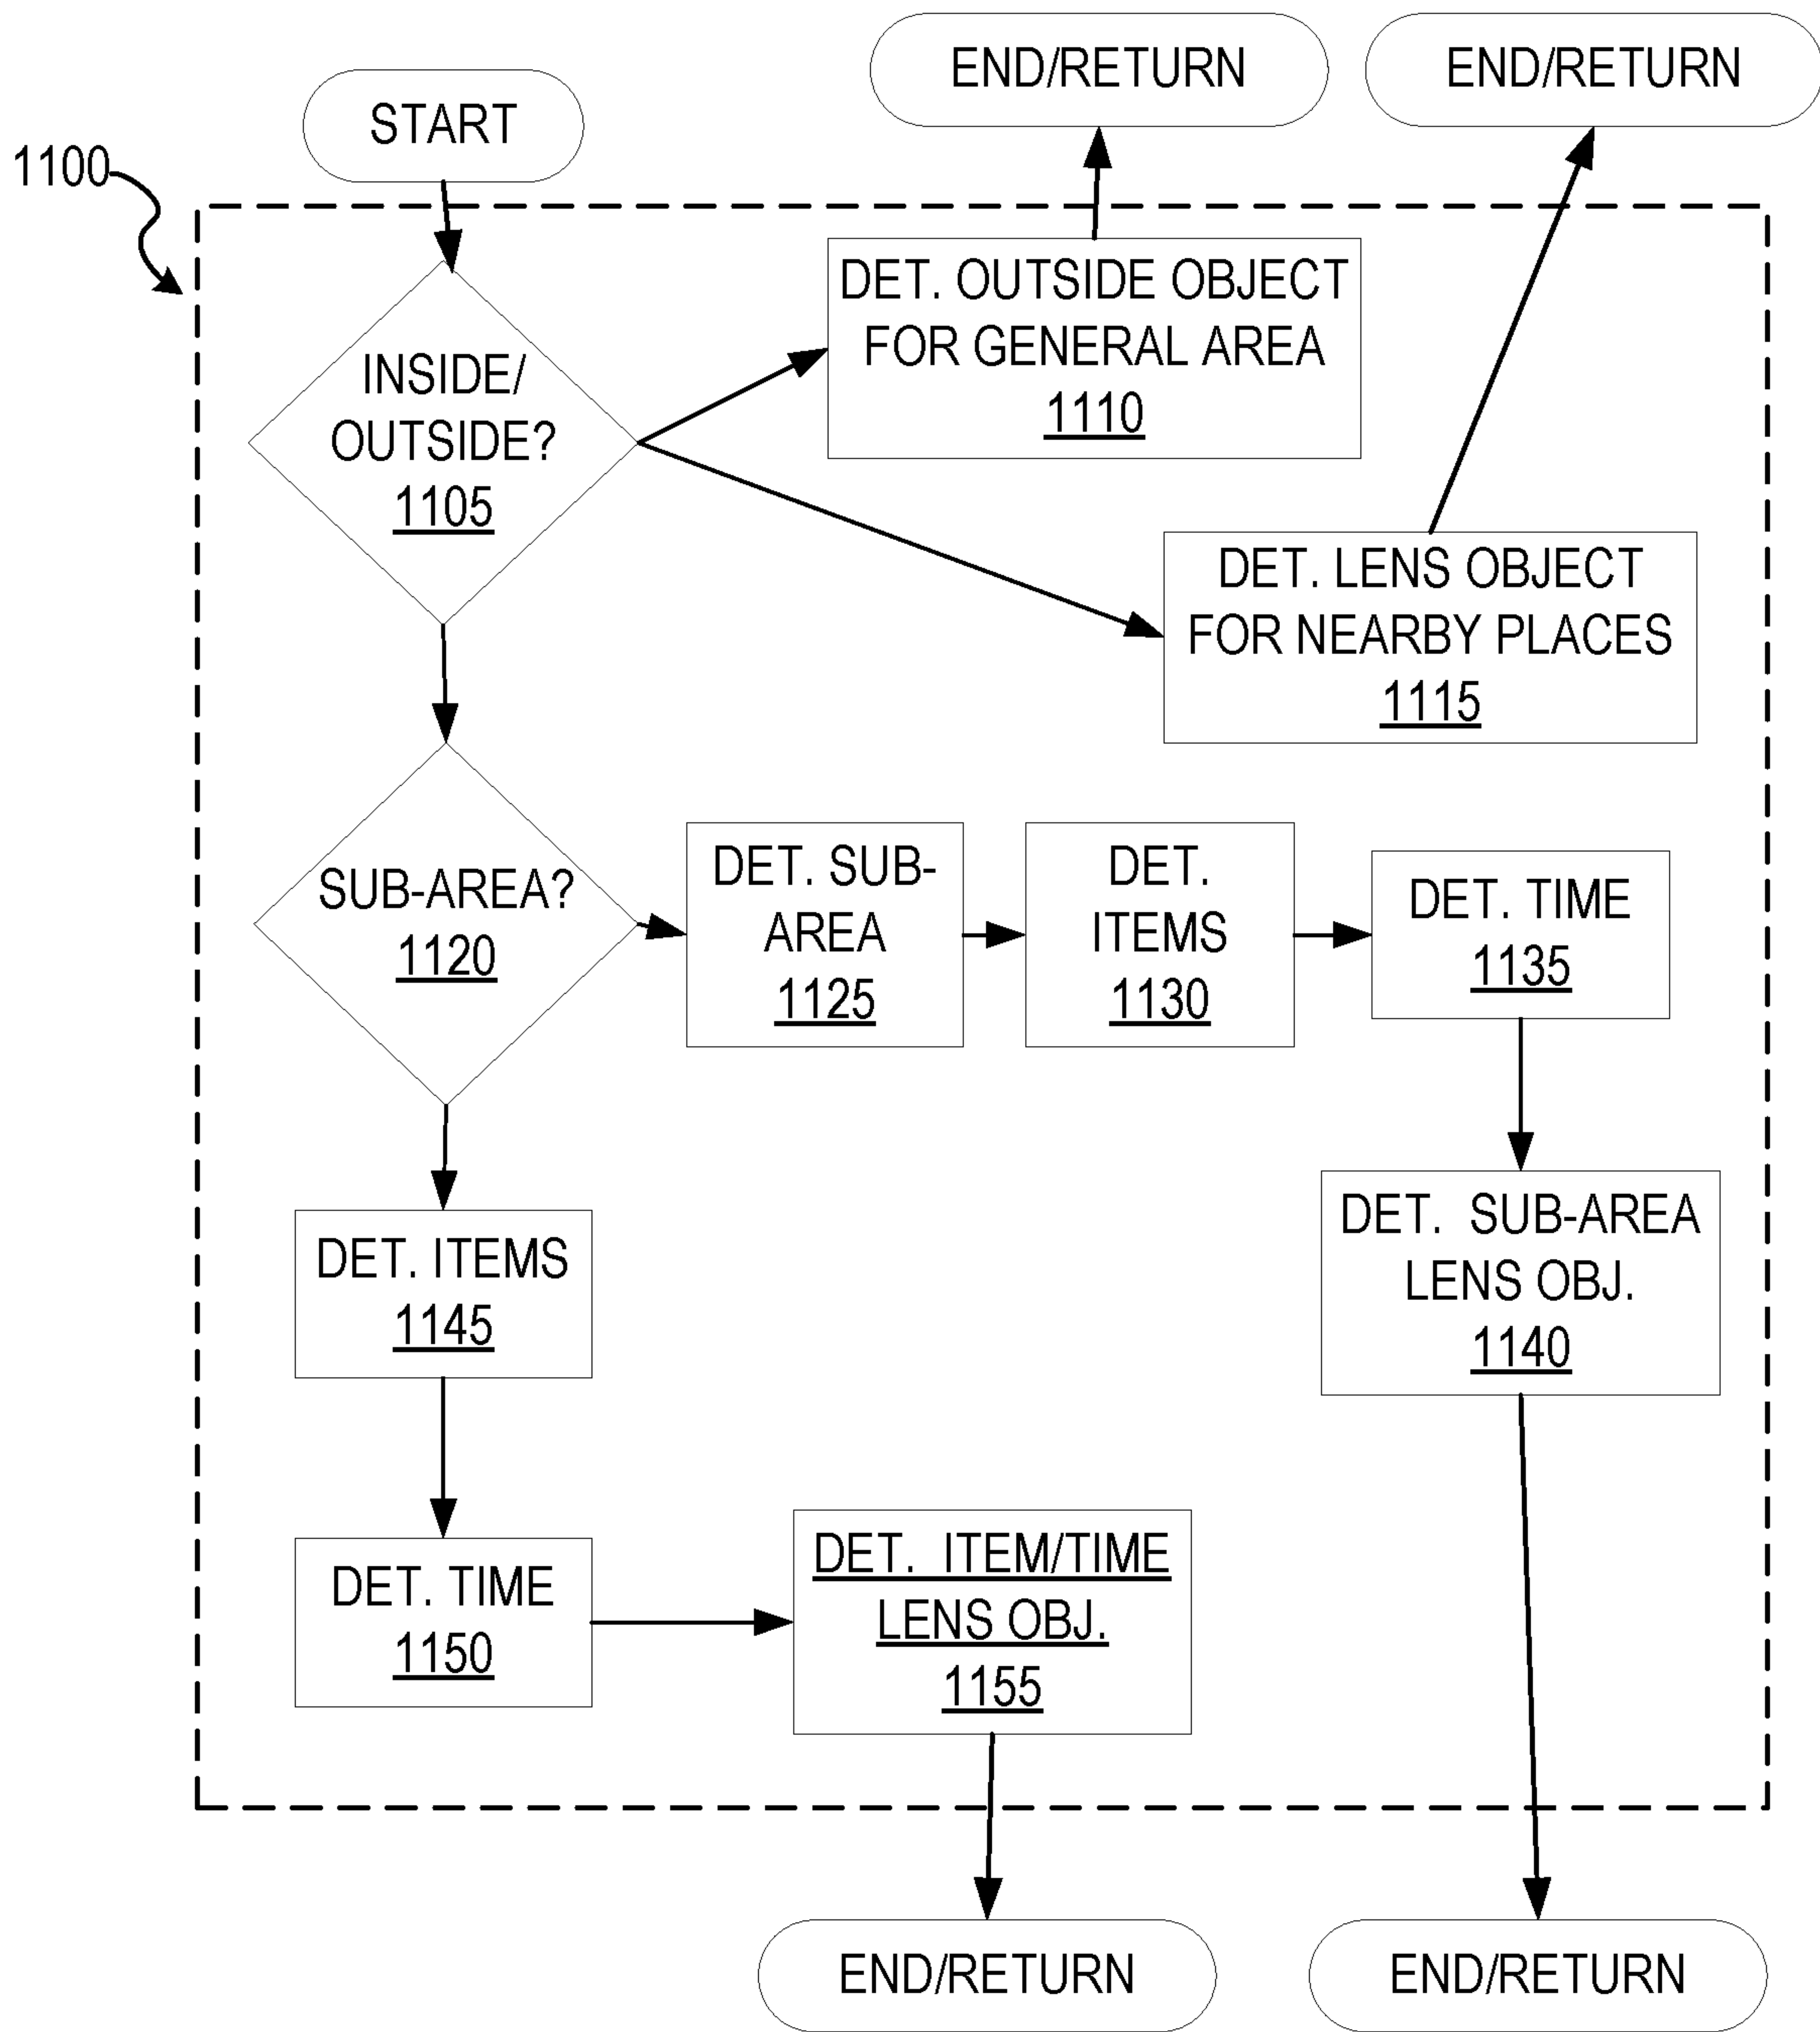 END/RETURN
END/RETURN
START
1100
DET. OUTSIDE OBJECT
FOR GENERAL AREA
1110
INSIDE/
OUTSIDE?
1105
DET. LENS OBJECT
FOR NEARBY PLACES
1115
SUB-AREA?
1120
DET. SUB-
AREA
1125
DET.
ITEMS
1130
DET. TIME
1135
DET. SUB-AREA
LENS OBJ.
1140
DET. ITEMS
1145
DET. TIME
1150
DET. ITEM/TIME
LENS OBJ.
1155
END/RETURN
END/RETURN